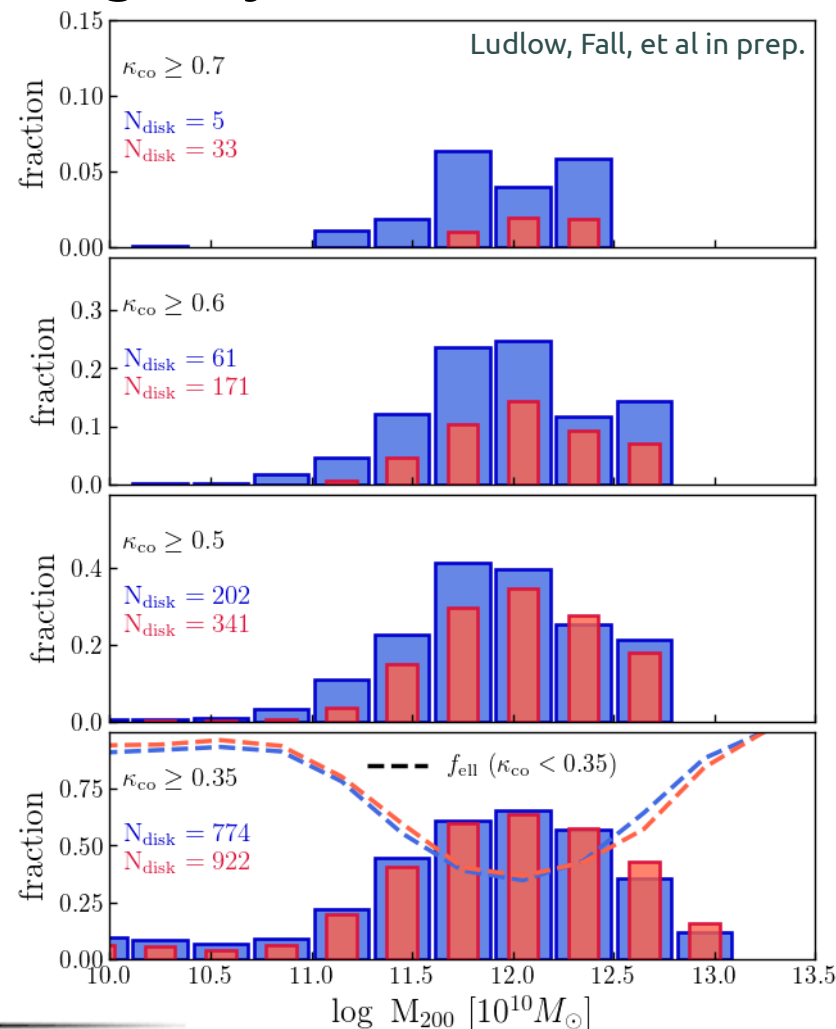 Ludlow, Fall, et al in prep.
0.15
0.10
0.05
0.00
fraction
κco ≥ 0.7
Ndisk = 5
Ndisk = 33
0.3
0.2
0.1
0.0
fraction
κco ≥ 0.6
Ndisk = 61
Ndisk = 171
0.4
0.2
0.0
fraction
κco ≥ 0.5
Ndisk = 202
Ndisk = 341
0.75
0.50
0.25
0.00
fraction
κco ≥ 0.35
Ndisk = 774
Ndisk = 922
fell (κco < 0.35)
10.0 10.5 11.0 11.5 12.0 12.5 13.0 13.5
log M200 [10^10 M⊙]